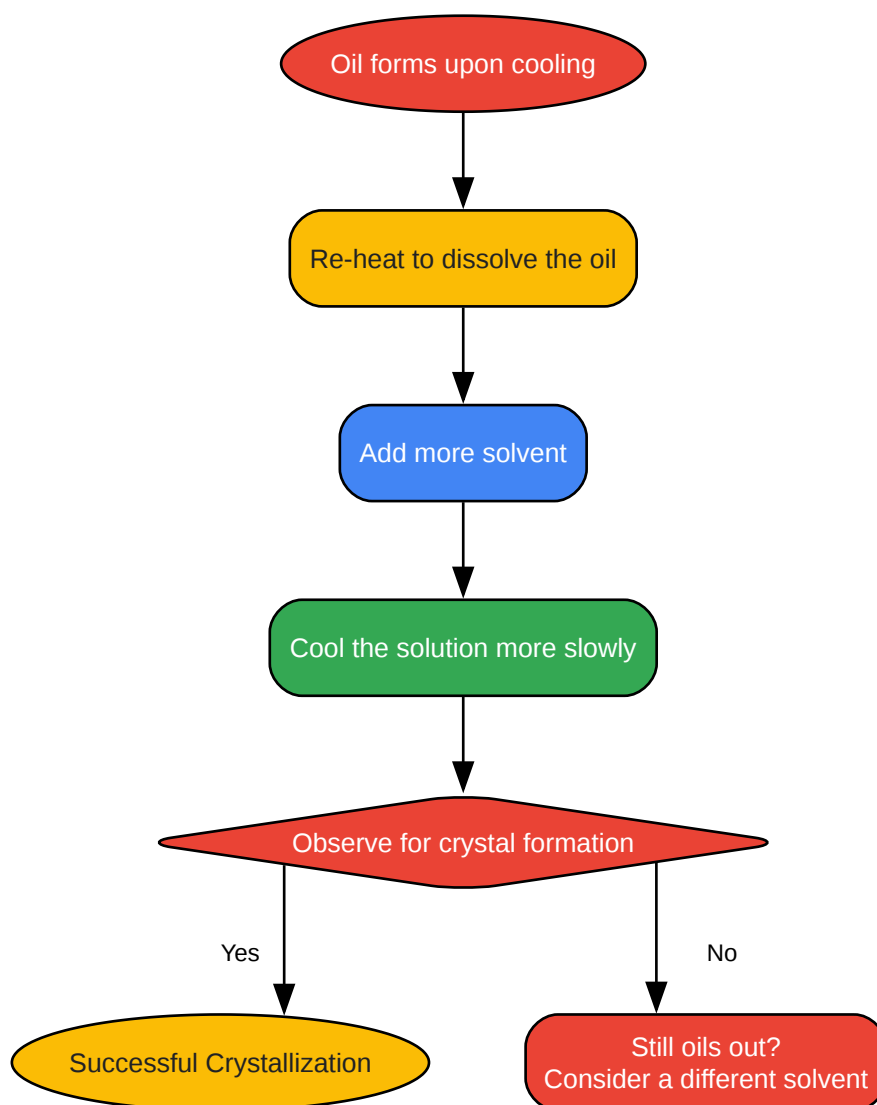 Oil forms upon cooling
Re-heat to dissolve the oil
Add more solvent
Cool the solution more slowly
Observe for crystal formation
Yes
No
Successful Crystallization
Still oils out?
Consider a different solvent